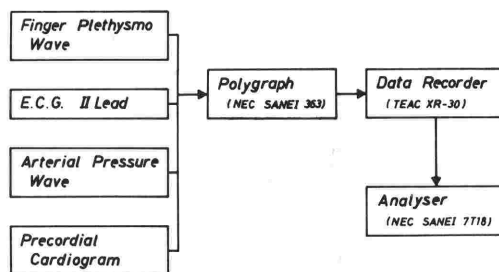 Finger Plethysmo
Wave
E.C.G. II Lead
Arterial Pressure
Wave
Precordial
Cardiogram
Polygraph
(NEC SANEI 363)
Data Recorder
(TEAC XR-30)
Analyser
(NEC SANEI 7T18)